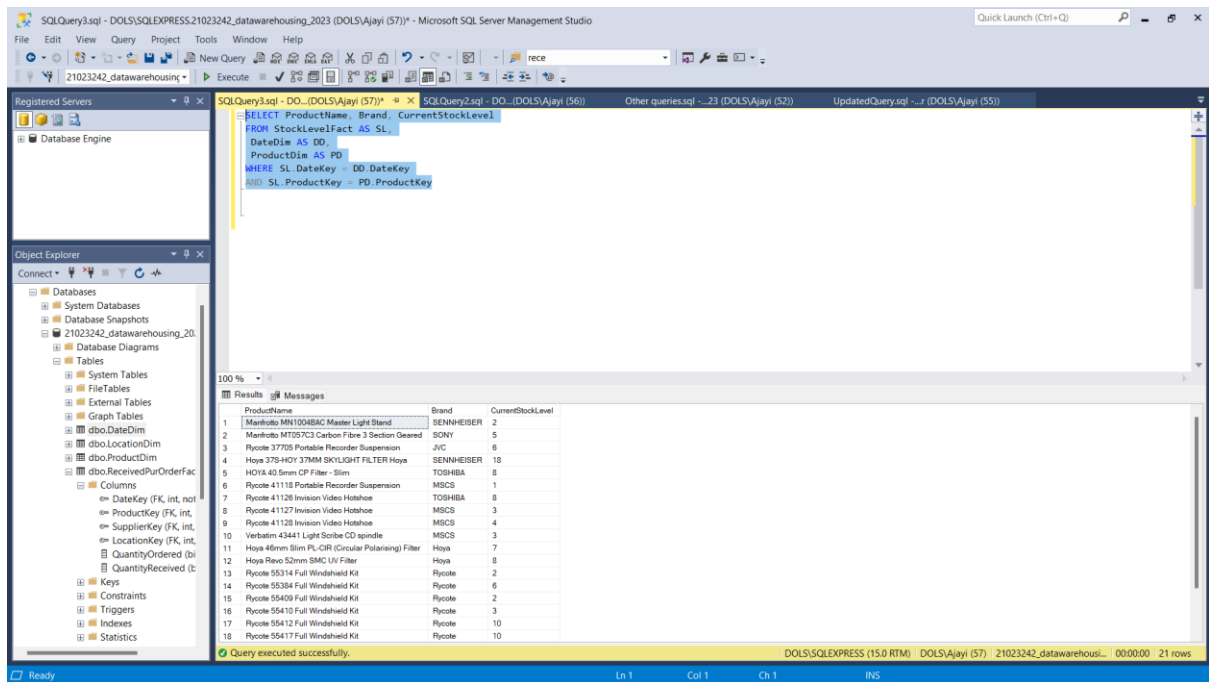 SQLQuery3.sql - DOLS\SQLEXPRESS.21023242_datawarehousing_2023 (DOLS\Ajayi (57))* - Microsoft SQL Server Management Studio
Quick Launch (Ctrl+Q)
File Edit View Query Project Tools Window Help
New Query
rece
21023242_datawarehousinç
Execute
Registered Servers
SQLQuery3.sql - DO...(DOLS\Ajayi (57))*
SQLQuery2.sql - DO...(DOLS\Ajayi (56))
Other queries.sql -...23 (DOLS\Ajayi (52))
UpdatedQuery.sql -...r (DOLS\Ajayi (55))
Database Engine
SELECT ProductName, Brand, CurrentStockLevel
FROM StockLevelFact AS SL,
DateDim AS DD,
ProductDim AS PD
WHERE SL.DateKey = DD.DateKey
AND SL.ProductKey = PD.ProductKey
Object Explorer
Connect
Databases
System Databases
Database Snapshots
21023242_datawarehousing_20.
Database Diagrams
Tables
System Tables
FileTables
External Tables
Graph Tables
dbo.DateDim
dbo.LocationDim
dbo.ProductDim
dbo.ReceivedPurOrderFac
Columns
DateKey (FK, int, not
ProductKey (FK, int,
SupplierKey (FK, int,
LocationKey (FK, int,
QuantityOrdered (bi
QuantityReceived (b
Keys
Constraints
Triggers
Indexes
Statistics
100 %
Results Messages
ProductName Brand CurrentStockLevel
1 Manfrotto MN1004BAC Master Light Stand SENNHEISER 2
2 Manfrotto MT057C3 Carbon Fibre 3 Section Geared SONY 5
3 Rycote 37705 Portable Recorder Suspension JVC 6
4 Hoya 37S-HOY 37MM SKYLIGHT FILTER Hoya SENNHEISER 18
5 HOYA 40.5mm CP Filter - Slim TOSHIBA 8
6 Rycote 41118 Portable Recorder Suspension MSCS 1
7 Rycote 41126 Invision Video Hotshoe TOSHIBA 8
8 Rycote 41127 Invision Video Hotshoe MSCS 3
9 Rycote 41128 Invision Video Hotshoe MSCS 4
10 Verbatim 43441 Light Scribe CD spindle MSCS 3
11 Hoya 46mm Slim PL-CIR (Circular Polarising) Filter Hoya 7
12 Hoya Revo 52mm SMC UV Filter Hoya 8
13 Rycote 55314 Full Windshield Kit Rycote 2
14 Rycote 55384 Full Windshield Kit Rycote 6
15 Rycote 55409 Full Windshield Kit Rycote 2
16 Rycote 55410 Full Windshield Kit Rycote 3
17 Rycote 55412 Full Windshield Kit Rycote 10
18 Rycote 55417 Full Windshield Kit Rycote 10
Query executed successfully.
DOLS\SQLEXPRESS (15.0 RTM) DOLS\Ajayi (57) 21023242_datawarehousi... 00:00:00 21 rows
Ready Ln 1 Col 1 Ch 1 INS